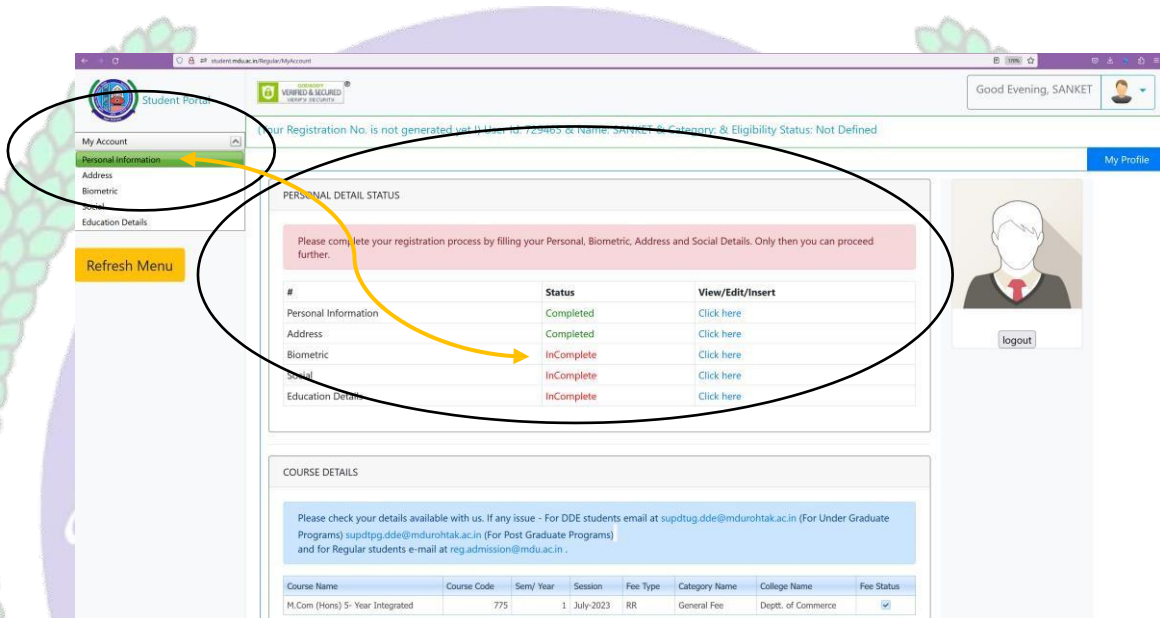 student.mdu.ac.in/Regular/MyAccount
Student Portal
VERIFIED & SECURED
VERIFY SECURITY
Good Evening, SANKET
(Your Registration No. is not generated yet !) User Id: 729465 & Name: SANKET & Category: & Eligibility Status: Not Defined
My Account
Personal Information
Address
Biometric
Social
Education Details
Refresh Menu
My Profile
PERSONAL DETAIL STATUS
Please complete your registration process by filling your Personal, Biometric, Address and Social Details. Only then you can proceed
further.
# Status View/Edit/Insert
Personal Information Completed Click here
Address Completed Click here
Biometric InComplete Click here
Social InComplete Click here
Education Details InComplete Click here
logout
COURSE DETAILS
Please check your details available with us. If any issue - For DDE students email at supdtug.dde@mdurohtak.ac.in (For Under Graduate
Programs) supdtpg.dde@mdurohtak.ac.in (For Post Graduate Programs)
and for Regular students e-mail at reg.admission@mdu.ac.in .
Course Name Course Code Sem/ Year Session Fee Type Category Name College Name Fee Status
M.Com (Hons) 5- Year Integrated 775 1 July-2023 RR General Fee Deptt. of Commerce